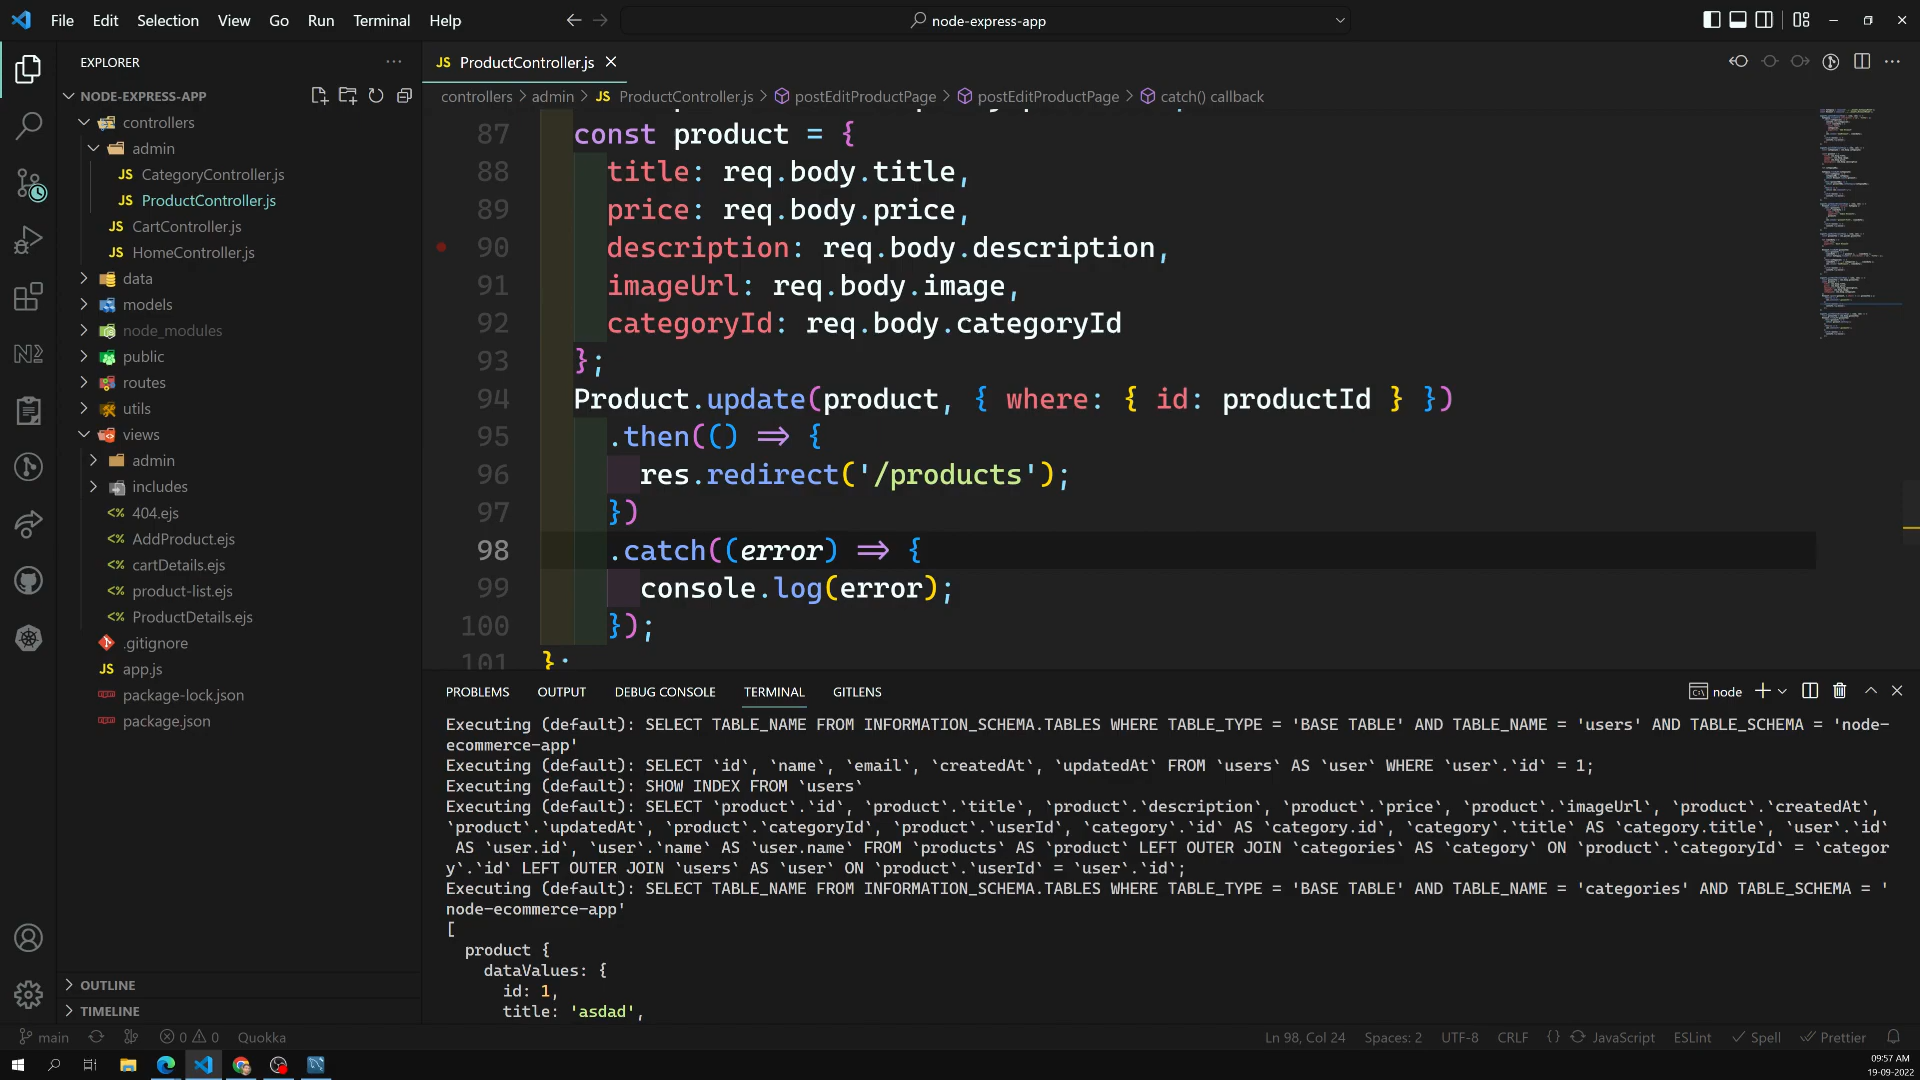 File Edit Selection View Go Run Terminal Help
node-express-app
EXPLORER
NODE-EXPRESS-APP
controllers
admin
JS CategoryController.js
JS ProductController.js
JS CartController.js
JS HomeController.js
data
models
node_modules
public
routes
utils
views
admin
includes
<% 404.ejs
<% AddProduct.ejs
<% cartDetails.ejs
<% product-list.ejs
<% ProductDetails.ejs
.gitignore
JS app.js
package-lock.json
package.json
OUTLINE
TIMELINE
JS ProductController.js
controllers > admin > JS ProductController.js > postEditProductPage > postEditProductPage > catch() callback
87 const product = {
88 title: req.body.title,
89 price: req.body.price,
90 description: req.body.description,
91 imageUrl: req.body.image,
92 categoryId: req.body.categoryId
93 };
94 Product.update(product, { where: { id: productId } })
95 .then(() => {
96 res.redirect('/products');
97 })
98 .catch((error) => {
99 console.log(error);
100 });
101 };
PROBLEMS OUTPUT DEBUG CONSOLE TERMINAL GITLENS
node
Executing (default): SELECT TABLE_NAME FROM INFORMATION_SCHEMA.TABLES WHERE TABLE_TYPE = 'BASE TABLE' AND TABLE_NAME = 'users' AND TABLE_SCHEMA = 'node-
ecommerce-app'
Executing (default): SELECT `id`, `name`, `email`, `createdAt`, `updatedAt` FROM `users` AS `user` WHERE `user`.`id` = 1;
Executing (default): SHOW INDEX FROM `users`
Executing (default): SELECT `product`.`id`, `product`.`title`, `product`.`description`, `product`.`price`, `product`.`imageUrl`, `product`.`createdAt`,
`product`.`updatedAt`, `product`.`categoryId`, `product`.`userId`, `category`.`id` AS `category.id`, `category`.`title` AS `category.title`, `user`.`id`
AS `user.id`, `user`.`name` AS `user.name` FROM `products` AS `product` LEFT OUTER JOIN `categories` AS `category` ON `product`.`categoryId` = `categor
y`.`id` LEFT OUTER JOIN `users` AS `user` ON `product`.`userId` = `user`.`id`;
Executing (default): SELECT TABLE_NAME FROM INFORMATION_SCHEMA.TABLES WHERE TABLE_TYPE = 'BASE TABLE' AND TABLE_NAME = 'categories' AND TABLE_SCHEMA = '
node-ecommerce-app'
[
product {
dataValues: {
id: 1,
title: 'asdad',
main 0 0 Quokka Ln 98, Col 24 Spaces: 2 UTF-8 CRLF {} JavaScript ESLint Spell Prettier
09:57 AM
19-09-2022